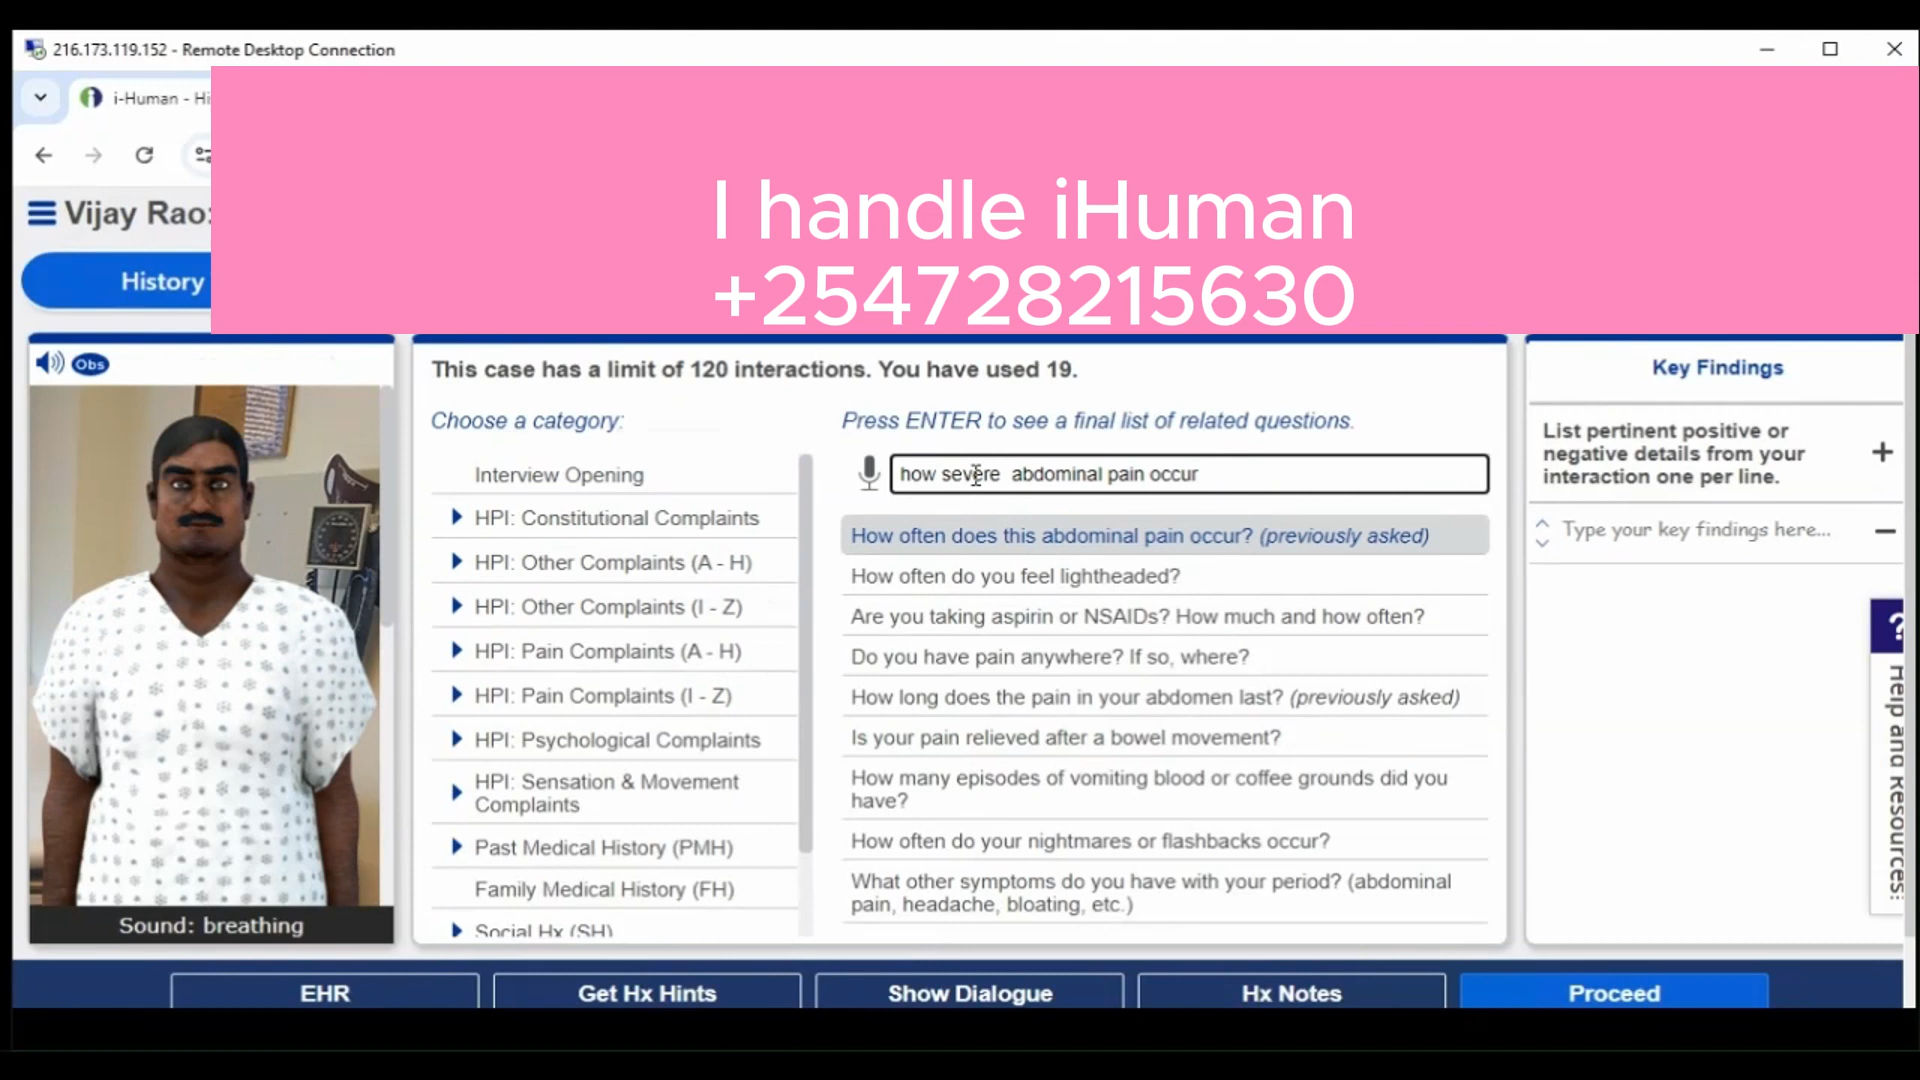 216.173.119.152 - Remote Desktop Connection
i-Human - Hi
Vijay Rao:
I handle iHuman
+254728215630
History
Obs
Sound: breathing
This case has a limit of 120 interactions. You have used 19.
Choose a category:
Interview Opening
HPI: Constitutional Complaints
HPI: Other Complaints (A - H)
HPI: Other Complaints (I - Z)
HPI: Pain Complaints (A - H)
HPI: Pain Complaints (I - Z)
HPI: Psychological Complaints
HPI: Sensation & Movement
Complaints
Past Medical History (PMH)
Family Medical History (FH)
Social Hx (SH)
Press ENTER to see a final list of related questions.
how severe  abdominal pain occur
How often does this abdominal pain occur? (previously asked)
How often do you feel lightheaded?
Are you taking aspirin or NSAIDs? How much and how often?
Do you have pain anywhere? If so, where?
How long does the pain in your abdomen last? (previously asked)
Is your pain relieved after a bowel movement?
How many episodes of vomiting blood or coffee grounds did you
have?
How often do your nightmares or flashbacks occur?
What other symptoms do you have with your period? (abdominal
pain, headache, bloating, etc.)
Key Findings
List pertinent positive or
negative details from your
interaction one per line.
Type your key findings here...
?
Help and Resources:
EHR
Get Hx Hints
Show Dialogue
Hx Notes
Proceed